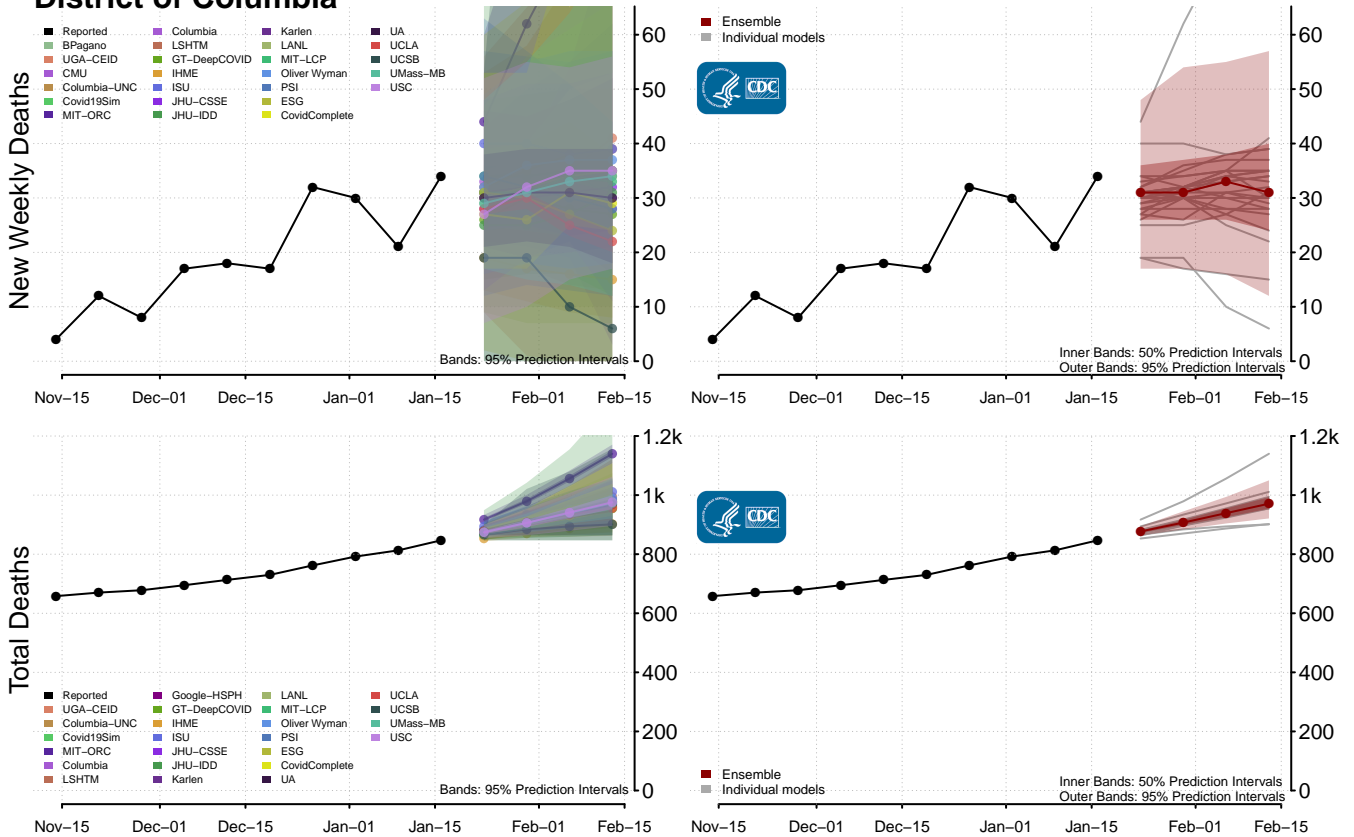 District of Columbia
New Weekly Deaths
Reported
BPagano
UGA−CEID
CMU
Columbia−UNC
Covid19Sim
MIT−ORC
Columbia
LSHTM
GT−DeepCOVID
IHME
ISU
JHU−CSSE
JHU−IDD
Karlen
LANL
MIT−LCP
Oliver Wyman
PSI
ESG
CovidComplete
UA
UCLA
UCSB
UMass−MB
USC
60
50
40
30
20
10
0
Bands: 95% Prediction Intervals
Nov−15 Dec−01 Dec−15 Jan−01 Jan−15 Feb−01 Feb−15
Ensemble
Individual models
CDC
60
50
40
30
20
10
0
Inner Bands: 50% Prediction Intervals
Outer Bands: 95% Prediction Intervals
Nov−15 Dec−01 Dec−15 Jan−01 Jan−15 Feb−01 Feb−15
Total Deaths
1.2k
1k
800
600
400
200
0
Reported
UGA−CEID
Columbia−UNC
Covid19Sim
MIT−ORC
Columbia
LSHTM
Google−HSPH
GT−DeepCOVID
IHME
ISU
JHU−CSSE
JHU−IDD
Karlen
LANL
MIT−LCP
Oliver Wyman
PSI
ESG
CovidComplete
UA
UCLA
UCSB
UMass−MB
USC
Bands: 95% Prediction Intervals
Nov−15 Dec−01 Dec−15 Jan−01 Jan−15 Feb−01 Feb−15
CDC
1.2k
1k
800
600
400
200
0
Ensemble
Individual models
Inner Bands: 50% Prediction Intervals
Outer Bands: 95% Prediction Intervals
Nov−15 Dec−01 Dec−15 Jan−01 Jan−15 Feb−01 Feb−15